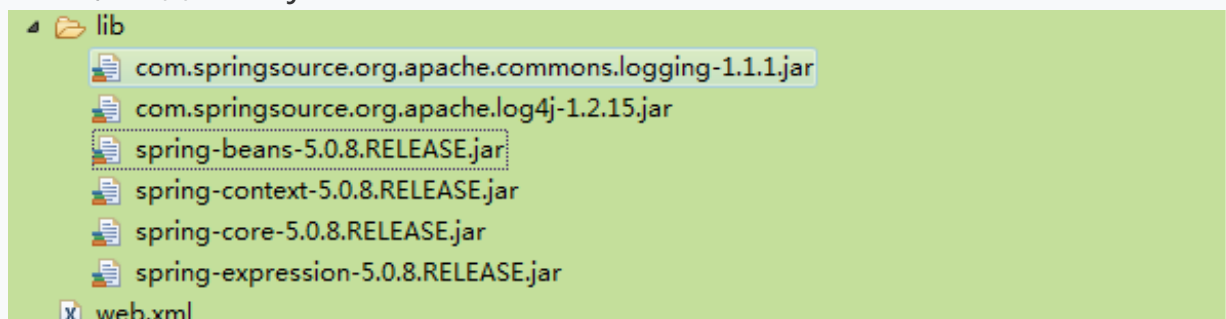 lib
com.springsource.org.apache.commons.logging-1.1.1.jar
com.springsource.org.apache.log4j-1.2.15.jar
spring-beans-5.0.8.RELEASE.jar
spring-context-5.0.8.RELEASE.jar
spring-core-5.0.8.RELEASE.jar
spring-expression-5.0.8.RELEASE.jar
web.xml